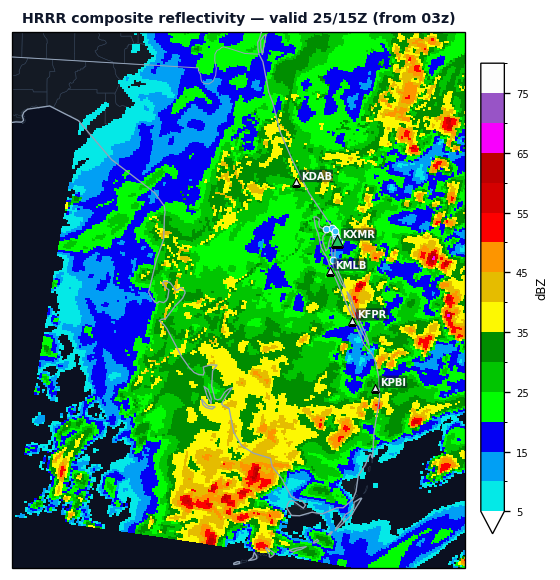 HRRR composite reflectivity — valid 25/15Z (from 03z)
KDAB
KXMR
KMLB
KFPR
KPBI
75
65
55
45
35
25
15
5
dBZ